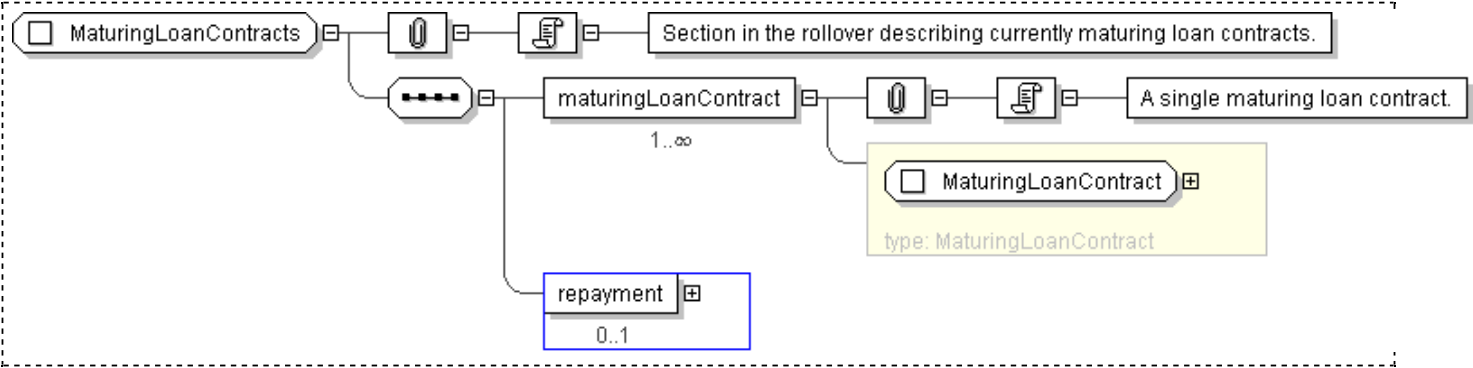 MaturingLoanContracts
Section in the rollover describing currently maturing loan contracts.
maturingLoanContract
1..∞
A single maturing loan contract.
MaturingLoanContract
type: MaturingLoanContract
repayment
0..1